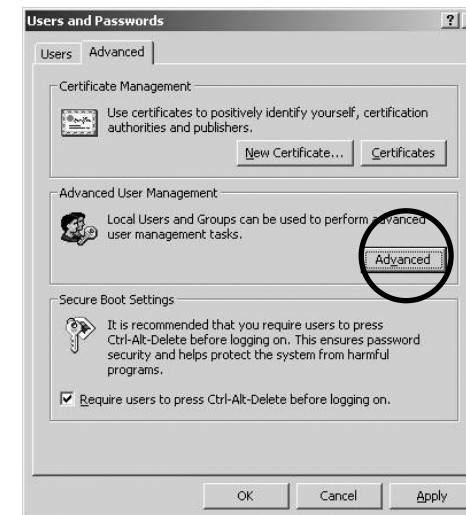 Users and Passwords
?
Users Advanced
Certificate Management
Use certificates to positively identify yourself, certification
authorities and publishers.
New Certificate... Certificates
Advanced User Management
Local Users and Groups can be used to perform advanced
user management tasks.
Advanced
Secure Boot Settings
It is recommended that you require users to press
Ctrl-Alt-Delete before logging on. This ensures password
security and helps protect the system from harmful
programs.
Require users to press Ctrl-Alt-Delete before logging on.
OK Cancel Apply